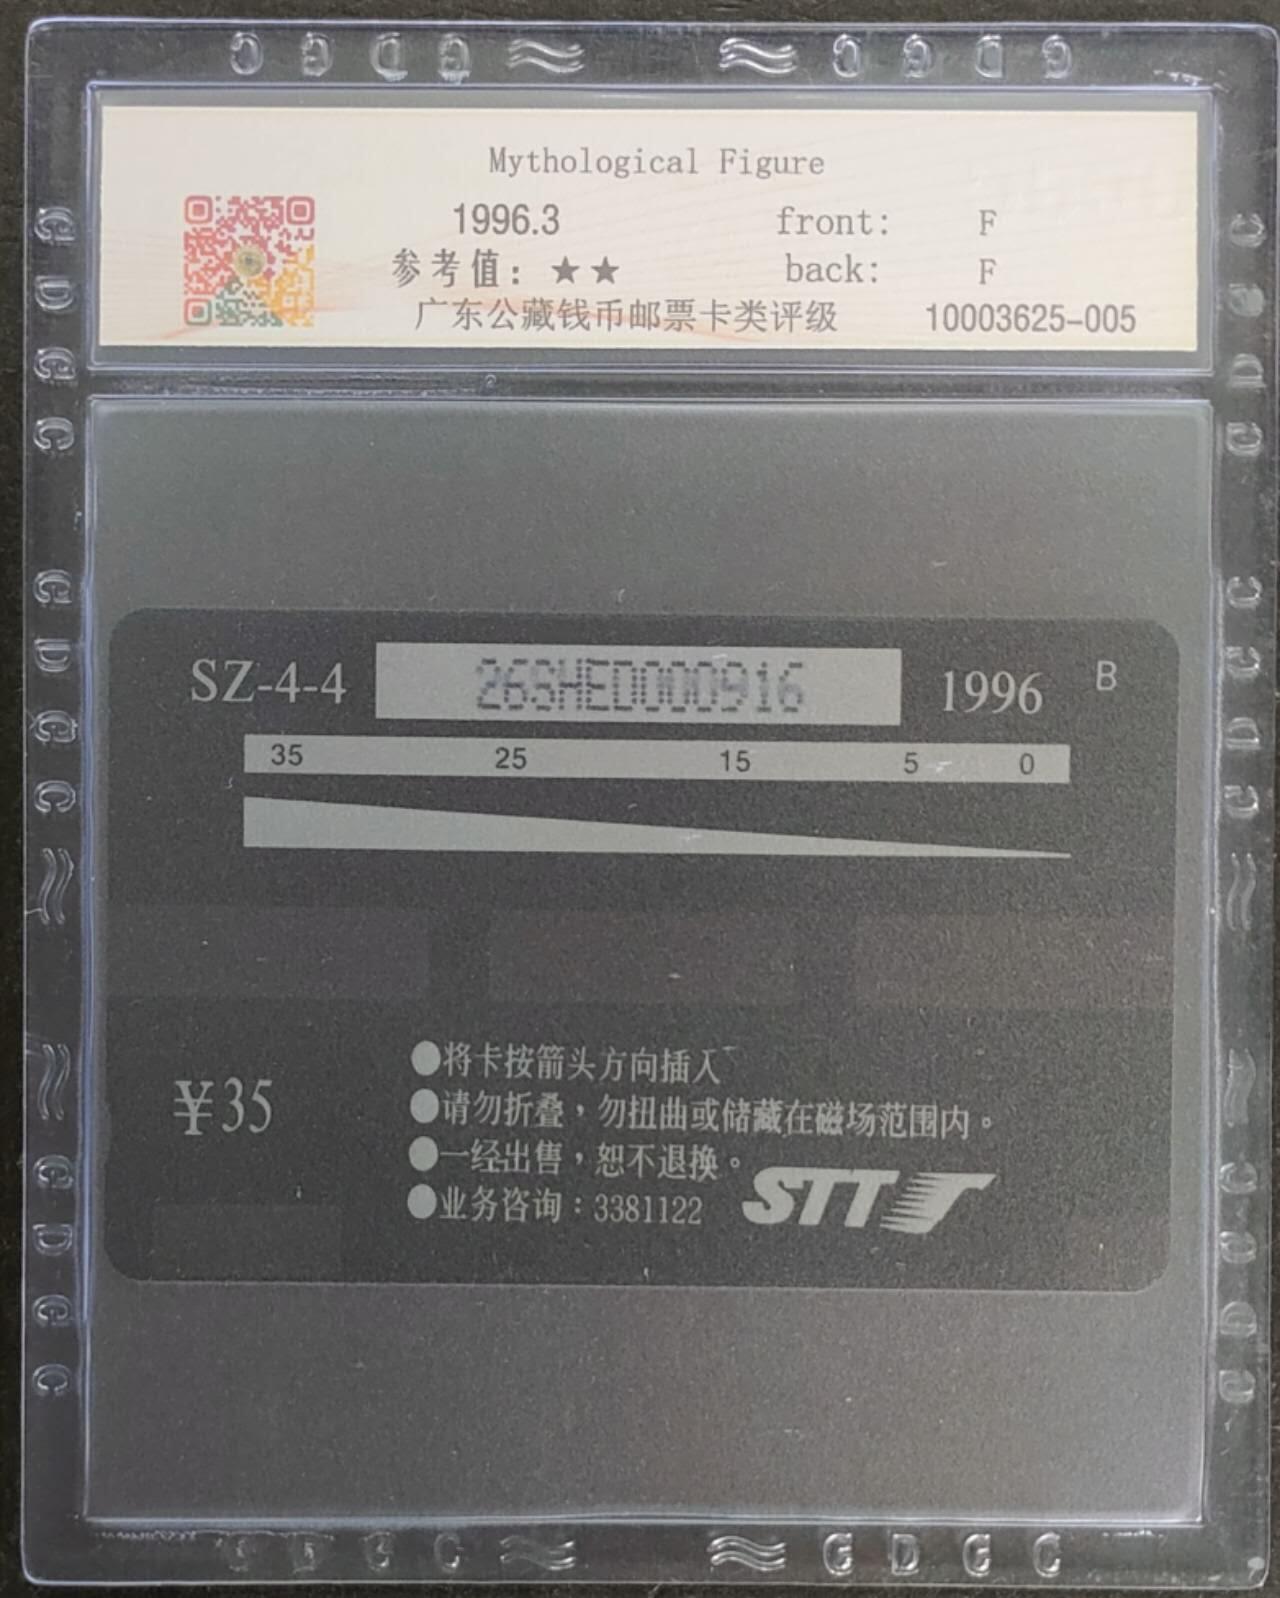 G D G C
C G D G
Mythological Figure
1996.3 front: F
参考值: ★★ back: F
广东公藏钱币邮票卡类评级 10003625-005
SZ-4-4 26SHED000916 1996 B
35 25 15 5 0
¥35
●将卡按箭头方向插入
●请勿折叠，勿扭曲或储藏在磁场范围内。
●一经出售，恕不退换。
●业务咨询：3381122
STT
G D G C